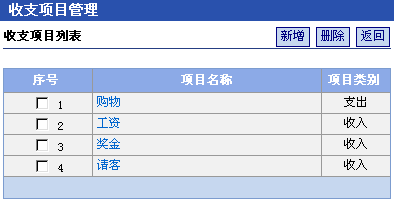 收支项目管理
收支项目列表 新增 删除 返回
序号 项目名称 项目类别
1 购物 支出
2 工资 收入
3 奖金 收入
4 请客 收入